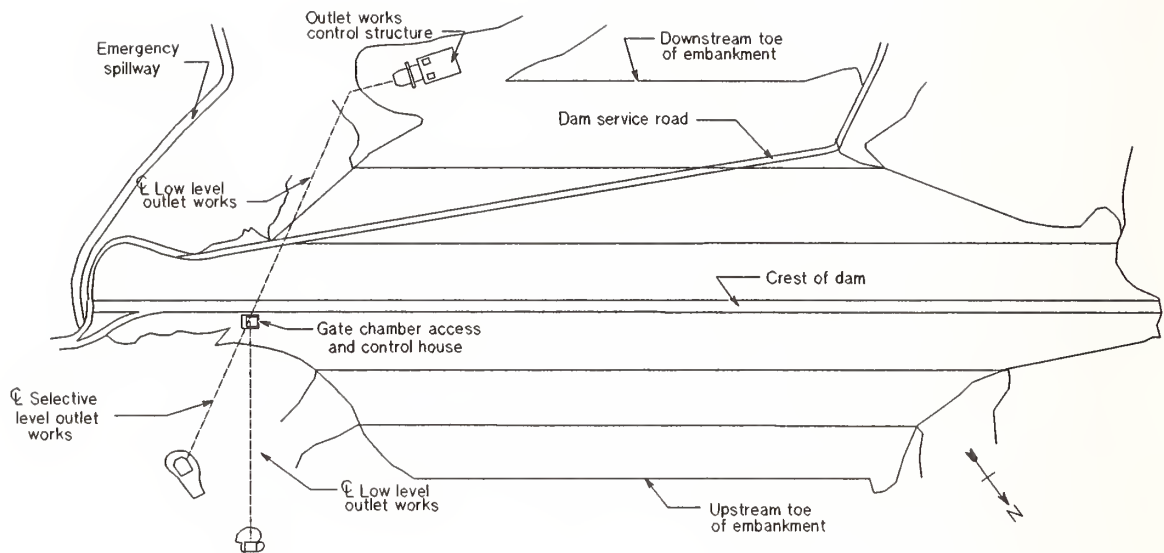 Outlet works
control structure
Emergency
spillway
Downstream toe
of embankment
Dam service road
℄ Low level
outlet works
Crest of dam
Gate chamber access
and control house
℄ Selective
level outlet
works
℄ Low level
outlet works
Upstream toe
of embankment
N